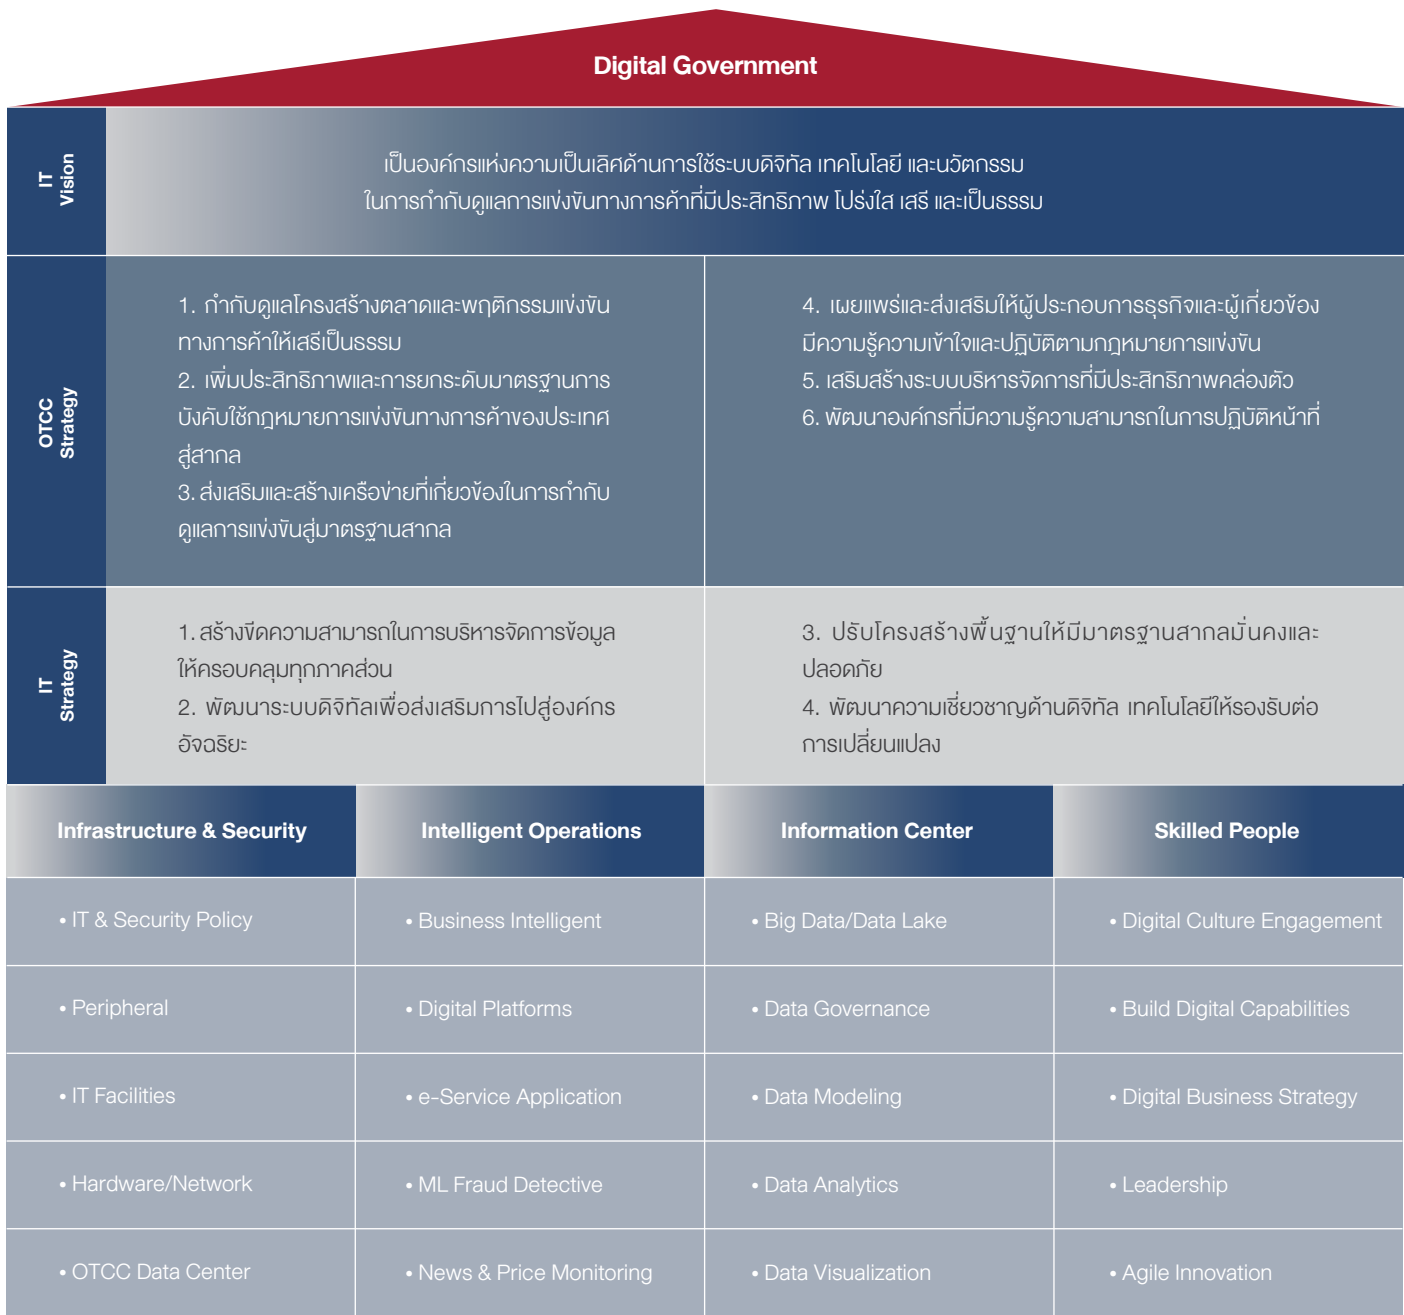 Digital Government
IT
Vision
เป็นองค์กรแห่งความเป็นเลิศด้านการใช้ระบบดิจิทัล เทคโนโลยี และนวัตกรรม
ในการกำกับดูแลการแข่งขันทางการค้าที่มีประสิทธิภาพ โปร่งใส เสรี และเป็นธรรม
OTCC
Strategy
1. กำกับดูแลโครงสร้างตลาดและพฤติกรรมแข่งขัน
ทางการค้าให้เสรีเป็นธรรม
2. เพิ่มประสิทธิภาพและการยกระดับมาตรฐานการ
บังคับใช้กฎหมายการแข่งขันทางการค้าของประเทศ
สู่สากล
3. ส่งเสริมและสร้างเครือข่ายที่เกี่ยวข้องในการกำกับ
ดูแลการแข่งขันสู่มาตรฐานสากล
4. เผยแพร่และส่งเสริมให้ผู้ประกอบการธุรกิจและผู้เกี่ยวข้อง
มีความรู้ความเข้าใจและปฏิบัติตามกฎหมายการแข่งขัน
5. เสริมสร้างระบบบริหารจัดการที่มีประสิทธิภาพคล่องตัว
6. พัฒนาองค์กรที่มีความรู้ความสามารถในการปฏิบัติหน้าที่
IT
Strategy
1. สร้างขีดความสามารถในการบริหารจัดการข้อมูล
ให้ครอบคลุมทุกภาคส่วน
2. พัฒนาระบบดิจิทัลเพื่อส่งเสริมการไปสู่องค์กร
อัจฉริยะ
3. ปรับโครงสร้างพื้นฐานให้มีมาตรฐานสากลมั่นคงและ
ปลอดภัย
4. พัฒนาความเชี่ยวชาญด้านดิจิทัล เทคโนโลยีให้รองรับต่อ
การเปลี่ยนแปลง
Infrastructure & Security
Intelligent Operations
Information Center
Skilled People
• IT & Security Policy
• Business Intelligent
• Big Data/Data Lake
• Digital Culture Engagement
• Peripheral
• Digital Platforms
• Data Governance
• Build Digital Capabilities
• IT Facilities
• e-Service Application
• Data Modeling
• Digital Business Strategy
• Hardware/Network
• ML Fraud Detective
• Data Analytics
• Leadership
• OTCC Data Center
• News & Price Monitoring
• Data Visualization
• Agile Innovation